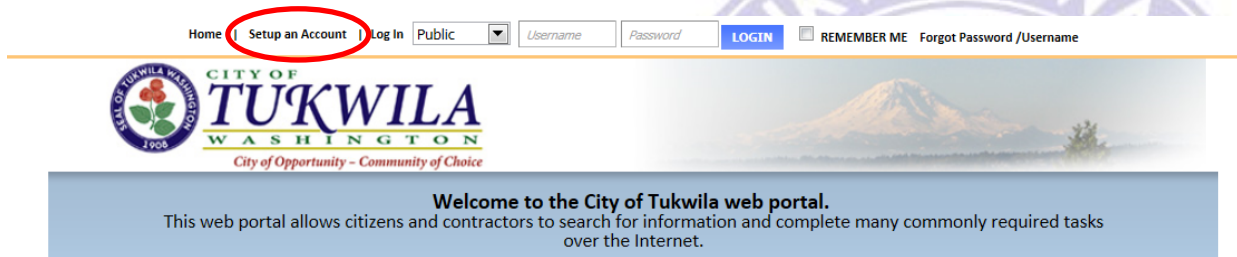 Home | Setup an Account | Log In Public Username Password LOGIN REMEMBER ME Forgot Password /Username
SEAL OF TUKWILA WASHINGTON
1908
CITY OF
TUKWILA
WASHINGTON
City of Opportunity – Community of Choice
Welcome to the City of Tukwila web portal.
This web portal allows citizens and contractors to search for information and complete many commonly required tasks
over the Internet.